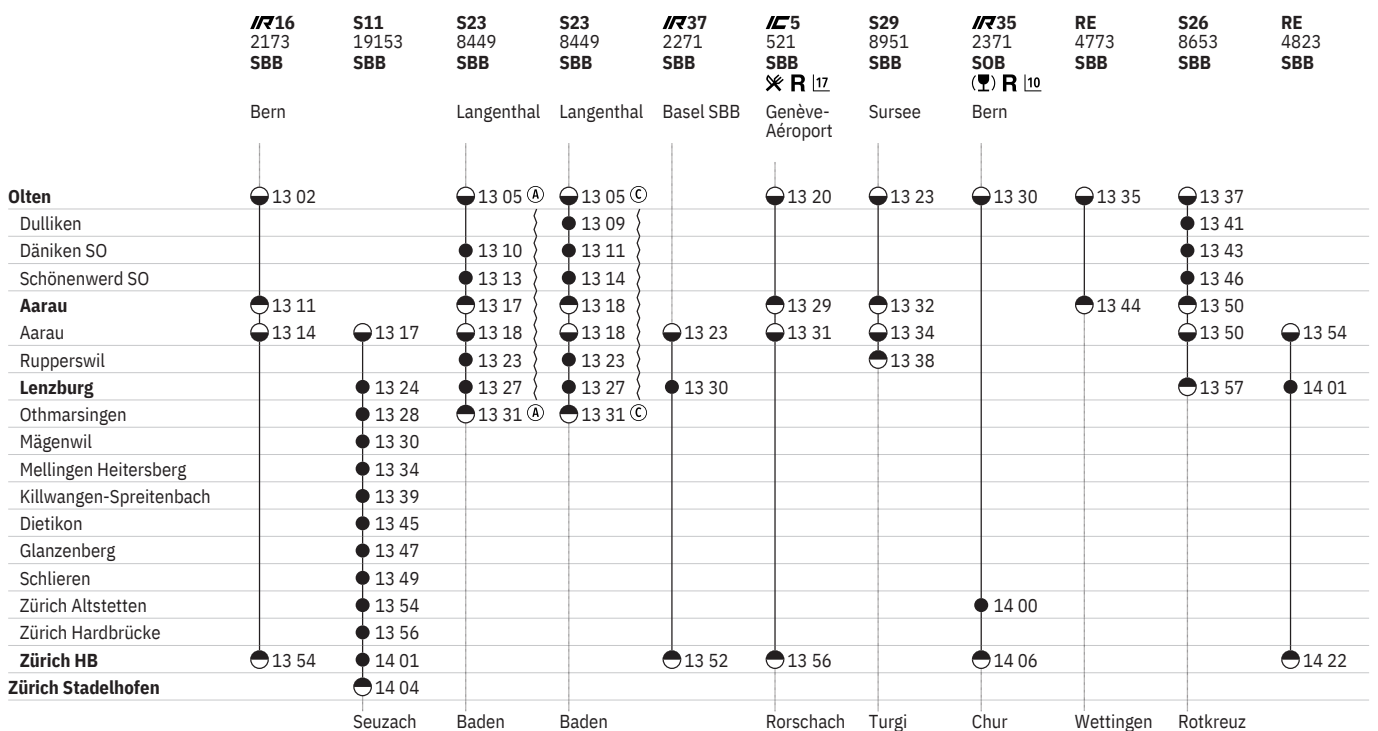 IR16 S11 S23 S23 IR37 IC5 S29 IR35 RE S26 RE
2173 19153 8449 8449 2271 521 8951 2371 4773 8653 4823
SBB SBB SBB SBB SBB SBB SBB SOB SBB SBB SBB
R 17 R 10
Bern Langenthal Langenthal Basel SBB Genève- Sursee Bern
Aéroport
Olten 13 02 13 05 A 13 05 C 13 20 13 23 13 30 13 35 13 37
Dulliken 13 09 13 41
Däniken SO 13 10 13 11 13 43
Schönenwerd SO 13 13 13 14 13 46
Aarau 13 11 13 17 13 18 13 29 13 32 13 44 13 50
Aarau 13 14 13 17 13 18 13 18 13 23 13 31 13 34 13 50 13 54
Rupperswil 13 23 13 23 13 38
Lenzburg 13 24 13 27 13 27 13 30 13 57 14 01
Othmarsingen 13 28 13 31 A 13 31 C
Mägenwil 13 30
Mellingen Heitersberg 13 34
Killwangen-Spreitenbach 13 39
Dietikon 13 45
Glanzenberg 13 47
Schlieren 13 49
Zürich Altstetten 13 54 14 00
Zürich Hardbrücke 13 56
Zürich HB 13 54 14 01 13 52 13 56 14 06 14 22
Zürich Stadelhofen 14 04
Seuzach Baden Baden Rorschach Turgi Chur Wettingen Rotkreuz